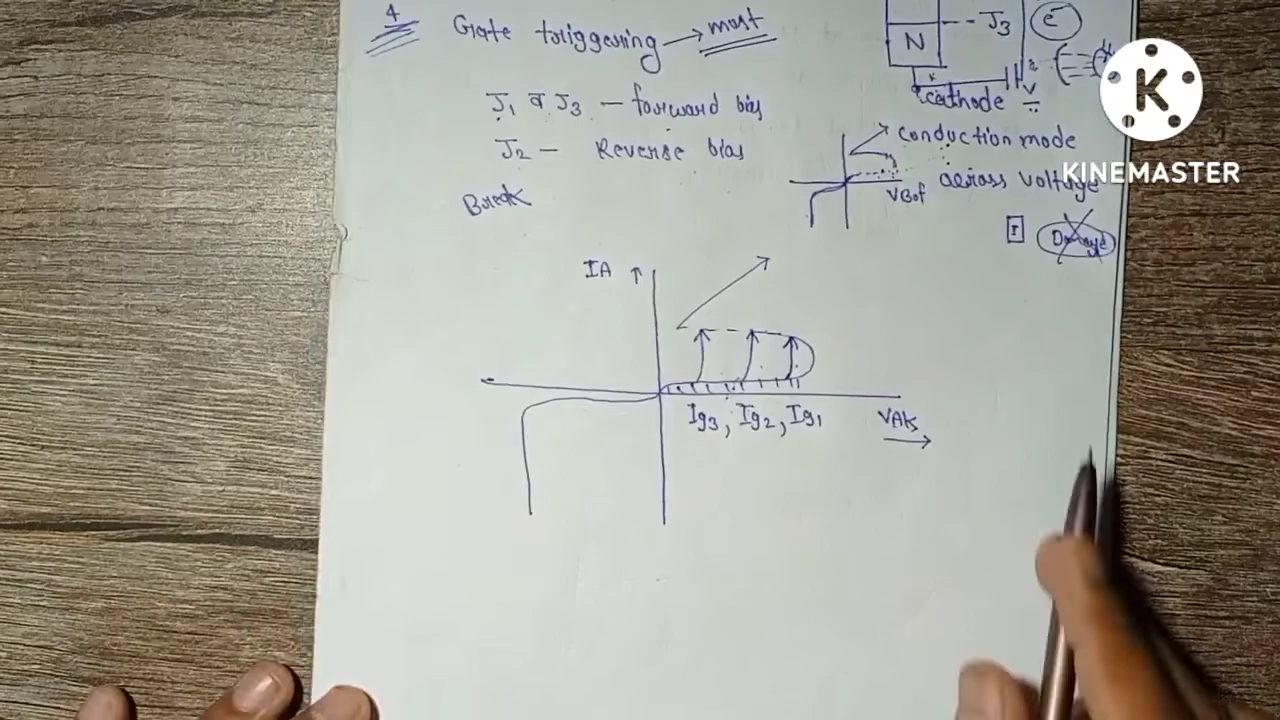 4 Gate triggering → most
J3 e-
N
J1 व J3 - forward bias
cathode
J2 - Reverse bias
conduction mode
across voltage
VBof
Break
I Damage
IA ↑
Ig3, Ig2, Ig1
VAK →
K
KINEMASTER